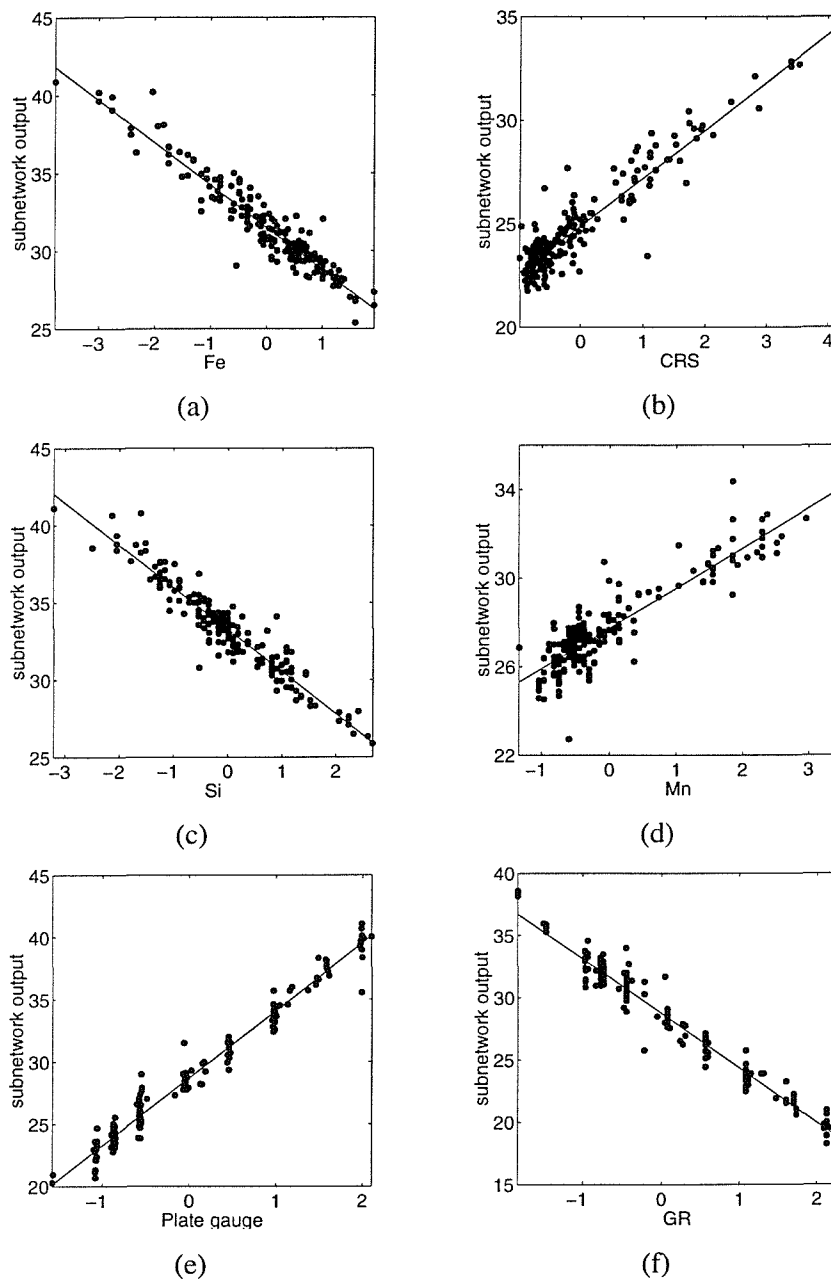 45
40
35
30
25
subnetwork output
−3 −2 −1 0 1
Fe
(a)
35
30
25
20
subnetwork output
0 1 2 3 4
CRS
(b)
45
40
35
30
25
subnetwork output
−3 −2 −1 0 1 2
Si
(c)
34
30
26
22
subnetwork output
−1 0 1 2 3
Mn
(d)
45
40
35
30
25
20
subnetwork output
−1 0 1 2
Plate gauge
(e)
40
35
30
25
20
15
subnetwork output
−1 0 1 2
GR
(f)